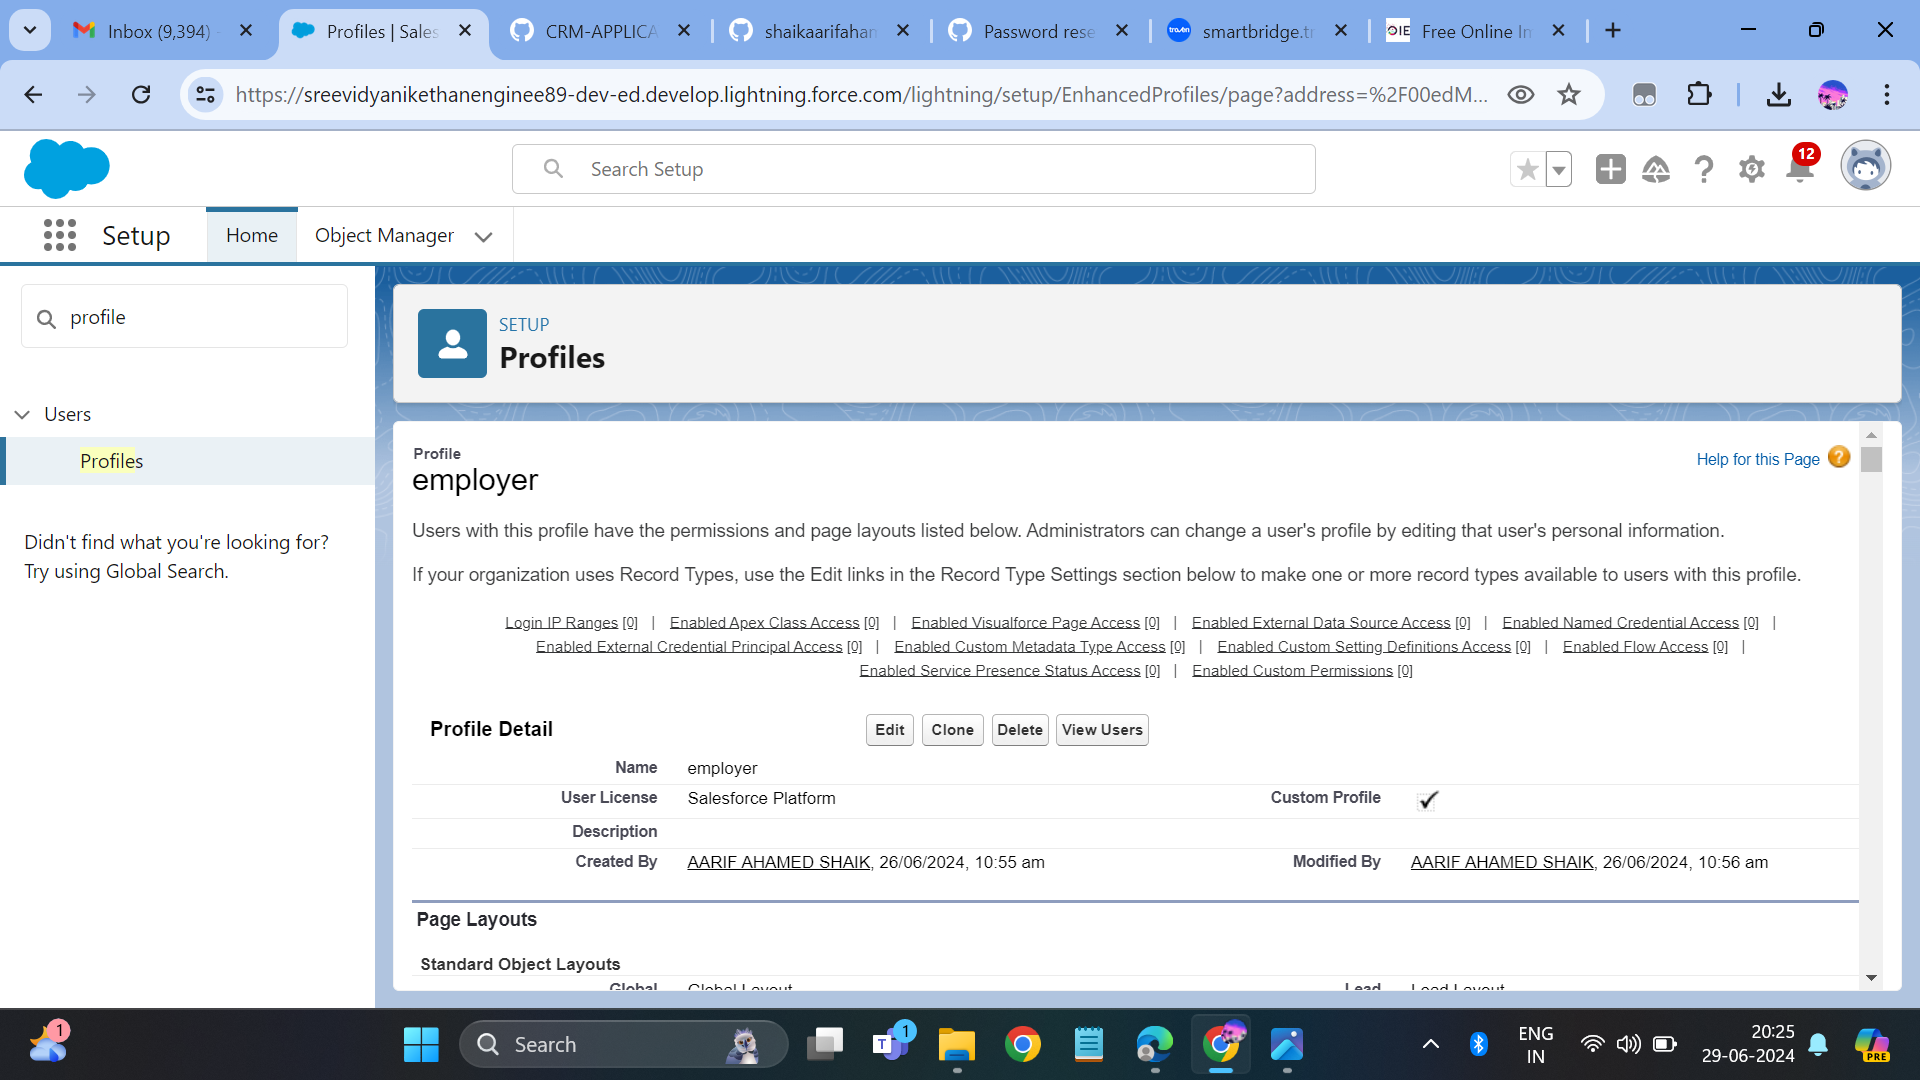 Inbox (9,394) -
Profiles | Sales
CRM-APPLICA
shaikaarifaham
Password rese
smartbridge.tr
Free Online Im
https://sreevidyanikethanenginee89-dev-ed.develop.lightning.force.com/lightning/setup/EnhancedProfiles/page?address=%2F00edM...
Search Setup
12
Setup
Home
Object Manager
profile
Users
Profiles
Didn't find what you're looking for?
Try using Global Search.
SETUP
Profiles
Profile
employer
Help for this Page
Users with this profile have the permissions and page layouts listed below. Administrators can change a user's profile by editing that user's personal information.
If your organization uses Record Types, use the Edit links in the Record Type Settings section below to make one or more record types available to users with this profile.
Login IP Ranges [0] | Enabled Apex Class Access [0] | Enabled Visualforce Page Access [0] | Enabled External Data Source Access [0] | Enabled Named Credential Access [0] |
Enabled External Credential Principal Access [0] | Enabled Custom Metadata Type Access [0] | Enabled Custom Setting Definitions Access [0] | Enabled Flow Access [0] |
Enabled Service Presence Status Access [0] | Enabled Custom Permissions [0]
Profile Detail
Edit Clone Delete View Users
Name employer
User License Salesforce Platform Custom Profile
Description
Created By AARIF AHAMED SHAIK, 26/06/2024, 10:55 am Modified By AARIF AHAMED SHAIK, 26/06/2024, 10:56 am
Page Layouts
Standard Object Layouts
Global Global Layout Lead Lead Layout
1
Search
1
ENG
IN
20:25
29-06-2024
PRE